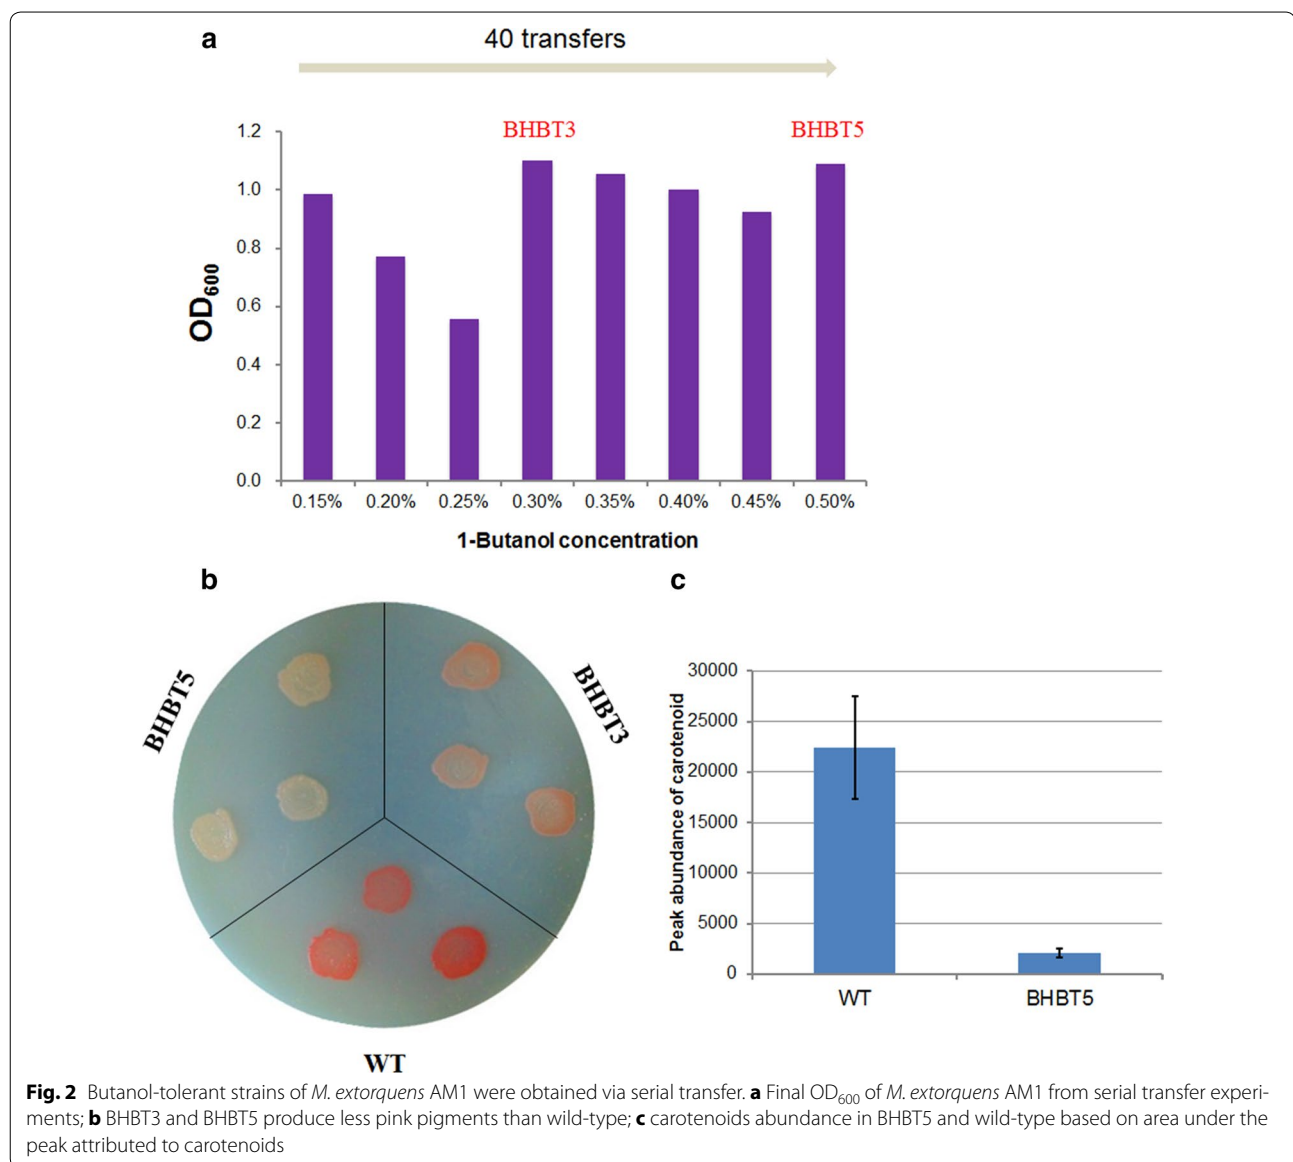 a
40 transfers
BHBT3
BHBT5
1.2
1.0
0.8
0.6
0.4
0.2
0.0
OD600
0.15% 0.20% 0.25% 0.30% 0.35% 0.40% 0.45% 0.50%
1-Butanol concentration
b
BHBT5
BHBT3
WT
c
30000
25000
20000
15000
10000
5000
0
Peak abundance of carotenoid
WT BHBT5
Fig. 2 Butanol-tolerant strains of M. extorquens AM1 were obtained via serial transfer. a Final OD600 of M. extorquens AM1 from serial transfer experi-
ments; b BHBT3 and BHBT5 produce less pink pigments than wild-type; c carotenoids abundance in BHBT5 and wild-type based on area under the
peak attributed to carotenoids